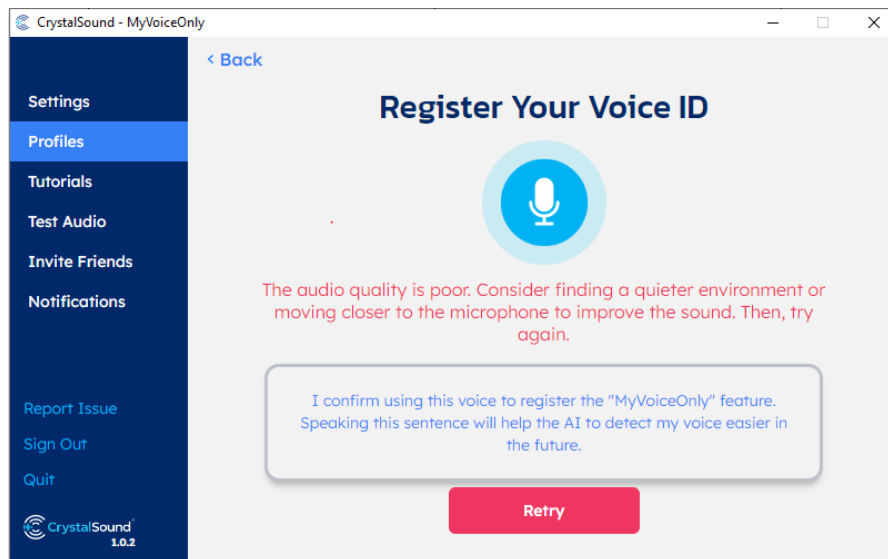 CrystalSound - MyVoiceOnly
< Back
Settings
Profiles
Tutorials
Test Audio
Invite Friends
Notifications
Report Issue
Sign Out
Quit
CrystalSound
1.0.2
Register Your Voice ID
The audio quality is poor. Consider finding a quieter environment or
moving closer to the microphone to improve the sound. Then, try
again.
I confirm using this voice to register the "MyVoiceOnly" feature.
Speaking this sentence will help the AI to detect my voice easier in
the future.
Retry